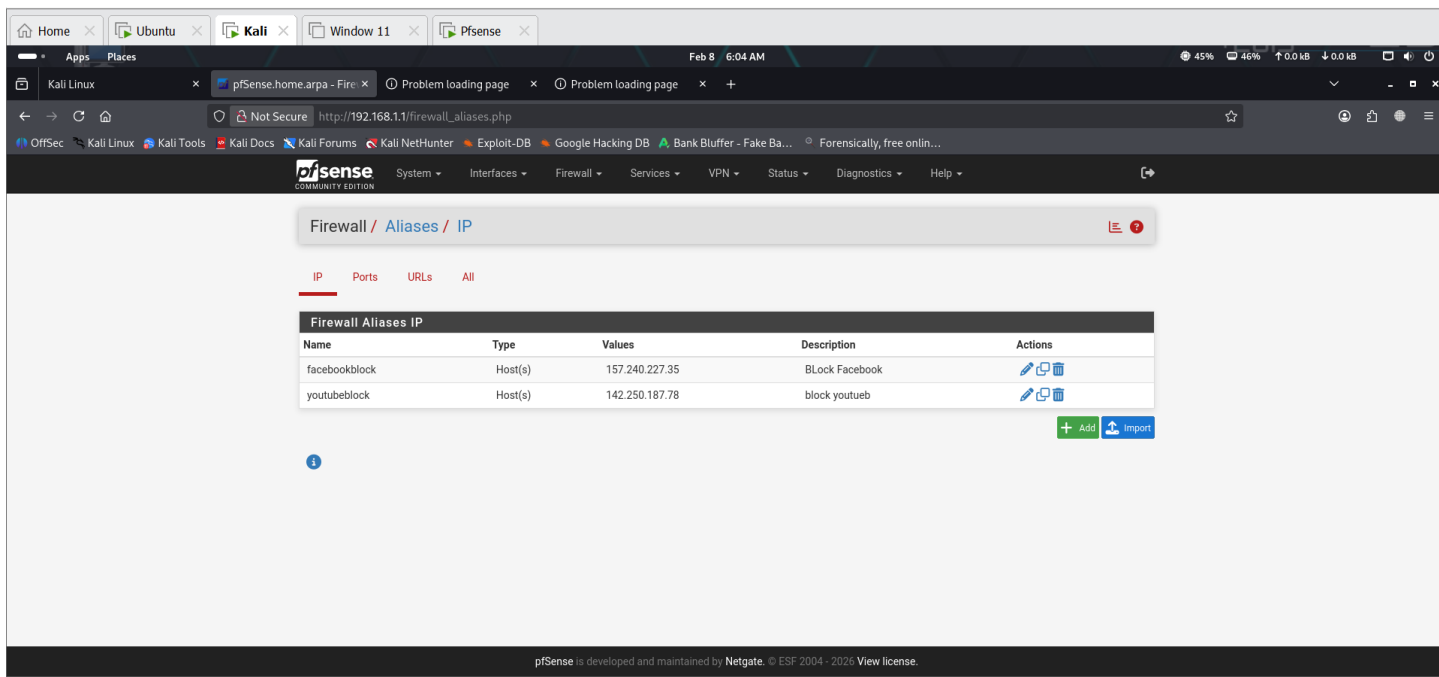 Home Ubuntu Kali Window 11 Pfsense
Apps Places Feb 8 6:04 AM 45% 46% ↑0.0 kB ↓0.0 kB
Kali Linux pfSense.home.arpa - Fire Problem loading page Problem loading page
Not Secure http://192.168.1.1/firewall_aliases.php
OffSec Kali Linux Kali Tools Kali Docs Kali Forums Kali NetHunter Exploit-DB Google Hacking DB Bank Bluffer - Fake Ba... Forensically, free onlin...
pfsense System Interfaces Firewall Services VPN Status Diagnostics Help
COMMUNITY EDITION
Firewall / Aliases / IP
IP Ports URLs All
Firewall Aliases IP
Name Type Values Description Actions
facebookblock Host(s) 157.240.227.35 BLock Facebook
youtubeblock Host(s) 142.250.187.78 block youtueb
+ Add Import
pfSense is developed and maintained by Netgate. © ESF 2004 - 2026 View license.